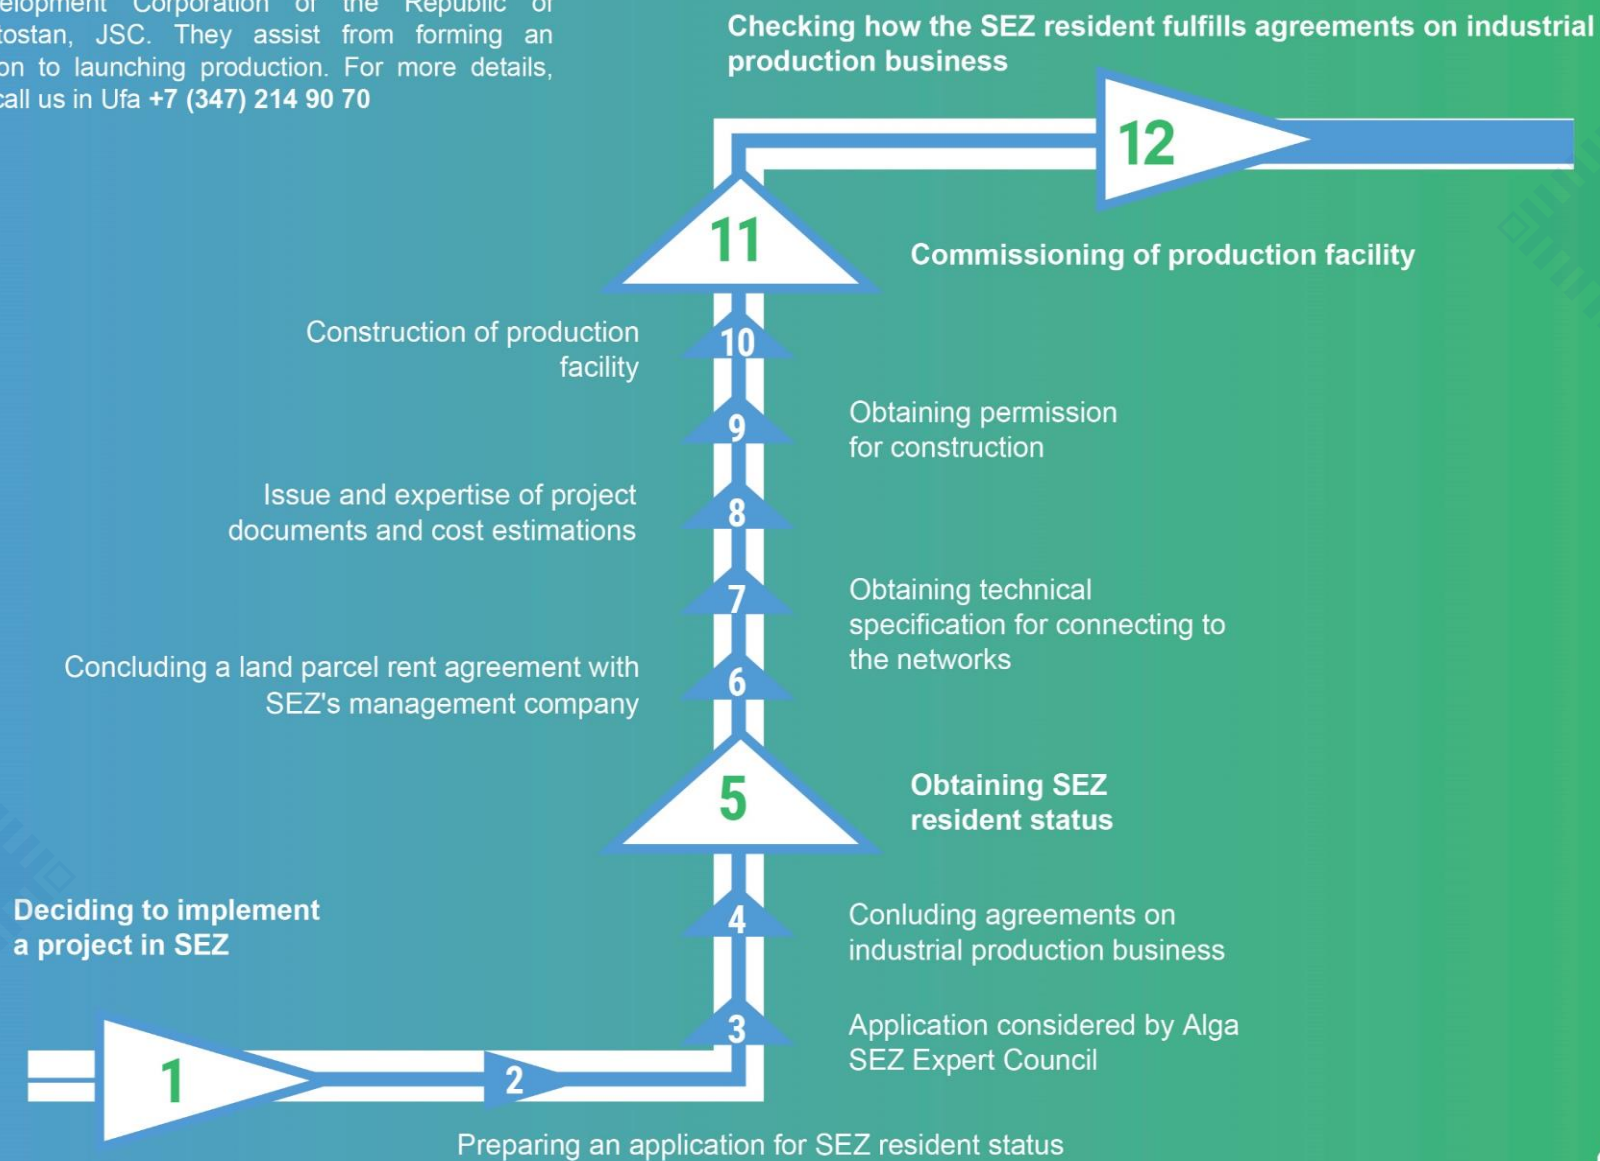 Corporation of the Republic of
JSC. They assist from forming an
to launching production. For more details,
call us in Ufa +7 (347) 214 90 70
Checking how the SEZ resident fulfills agreements on industrial
production business
12
11
Commissioning of production facility
Construction of production
facility
10
9
Obtaining permission
for construction
Issue and expertise of project
documents and cost estimations
8
7
Obtaining technical
specification for connecting to
the networks
Concluding a land parcel rent agreement with
SEZ's management company
6
5
Obtaining SEZ
resident status
Deciding to implement
a project in SEZ
4
Conluding agreements on
industrial production business
3
Application considered by Alga
SEZ Expert Council
1
2
Preparing an application for SEZ resident status